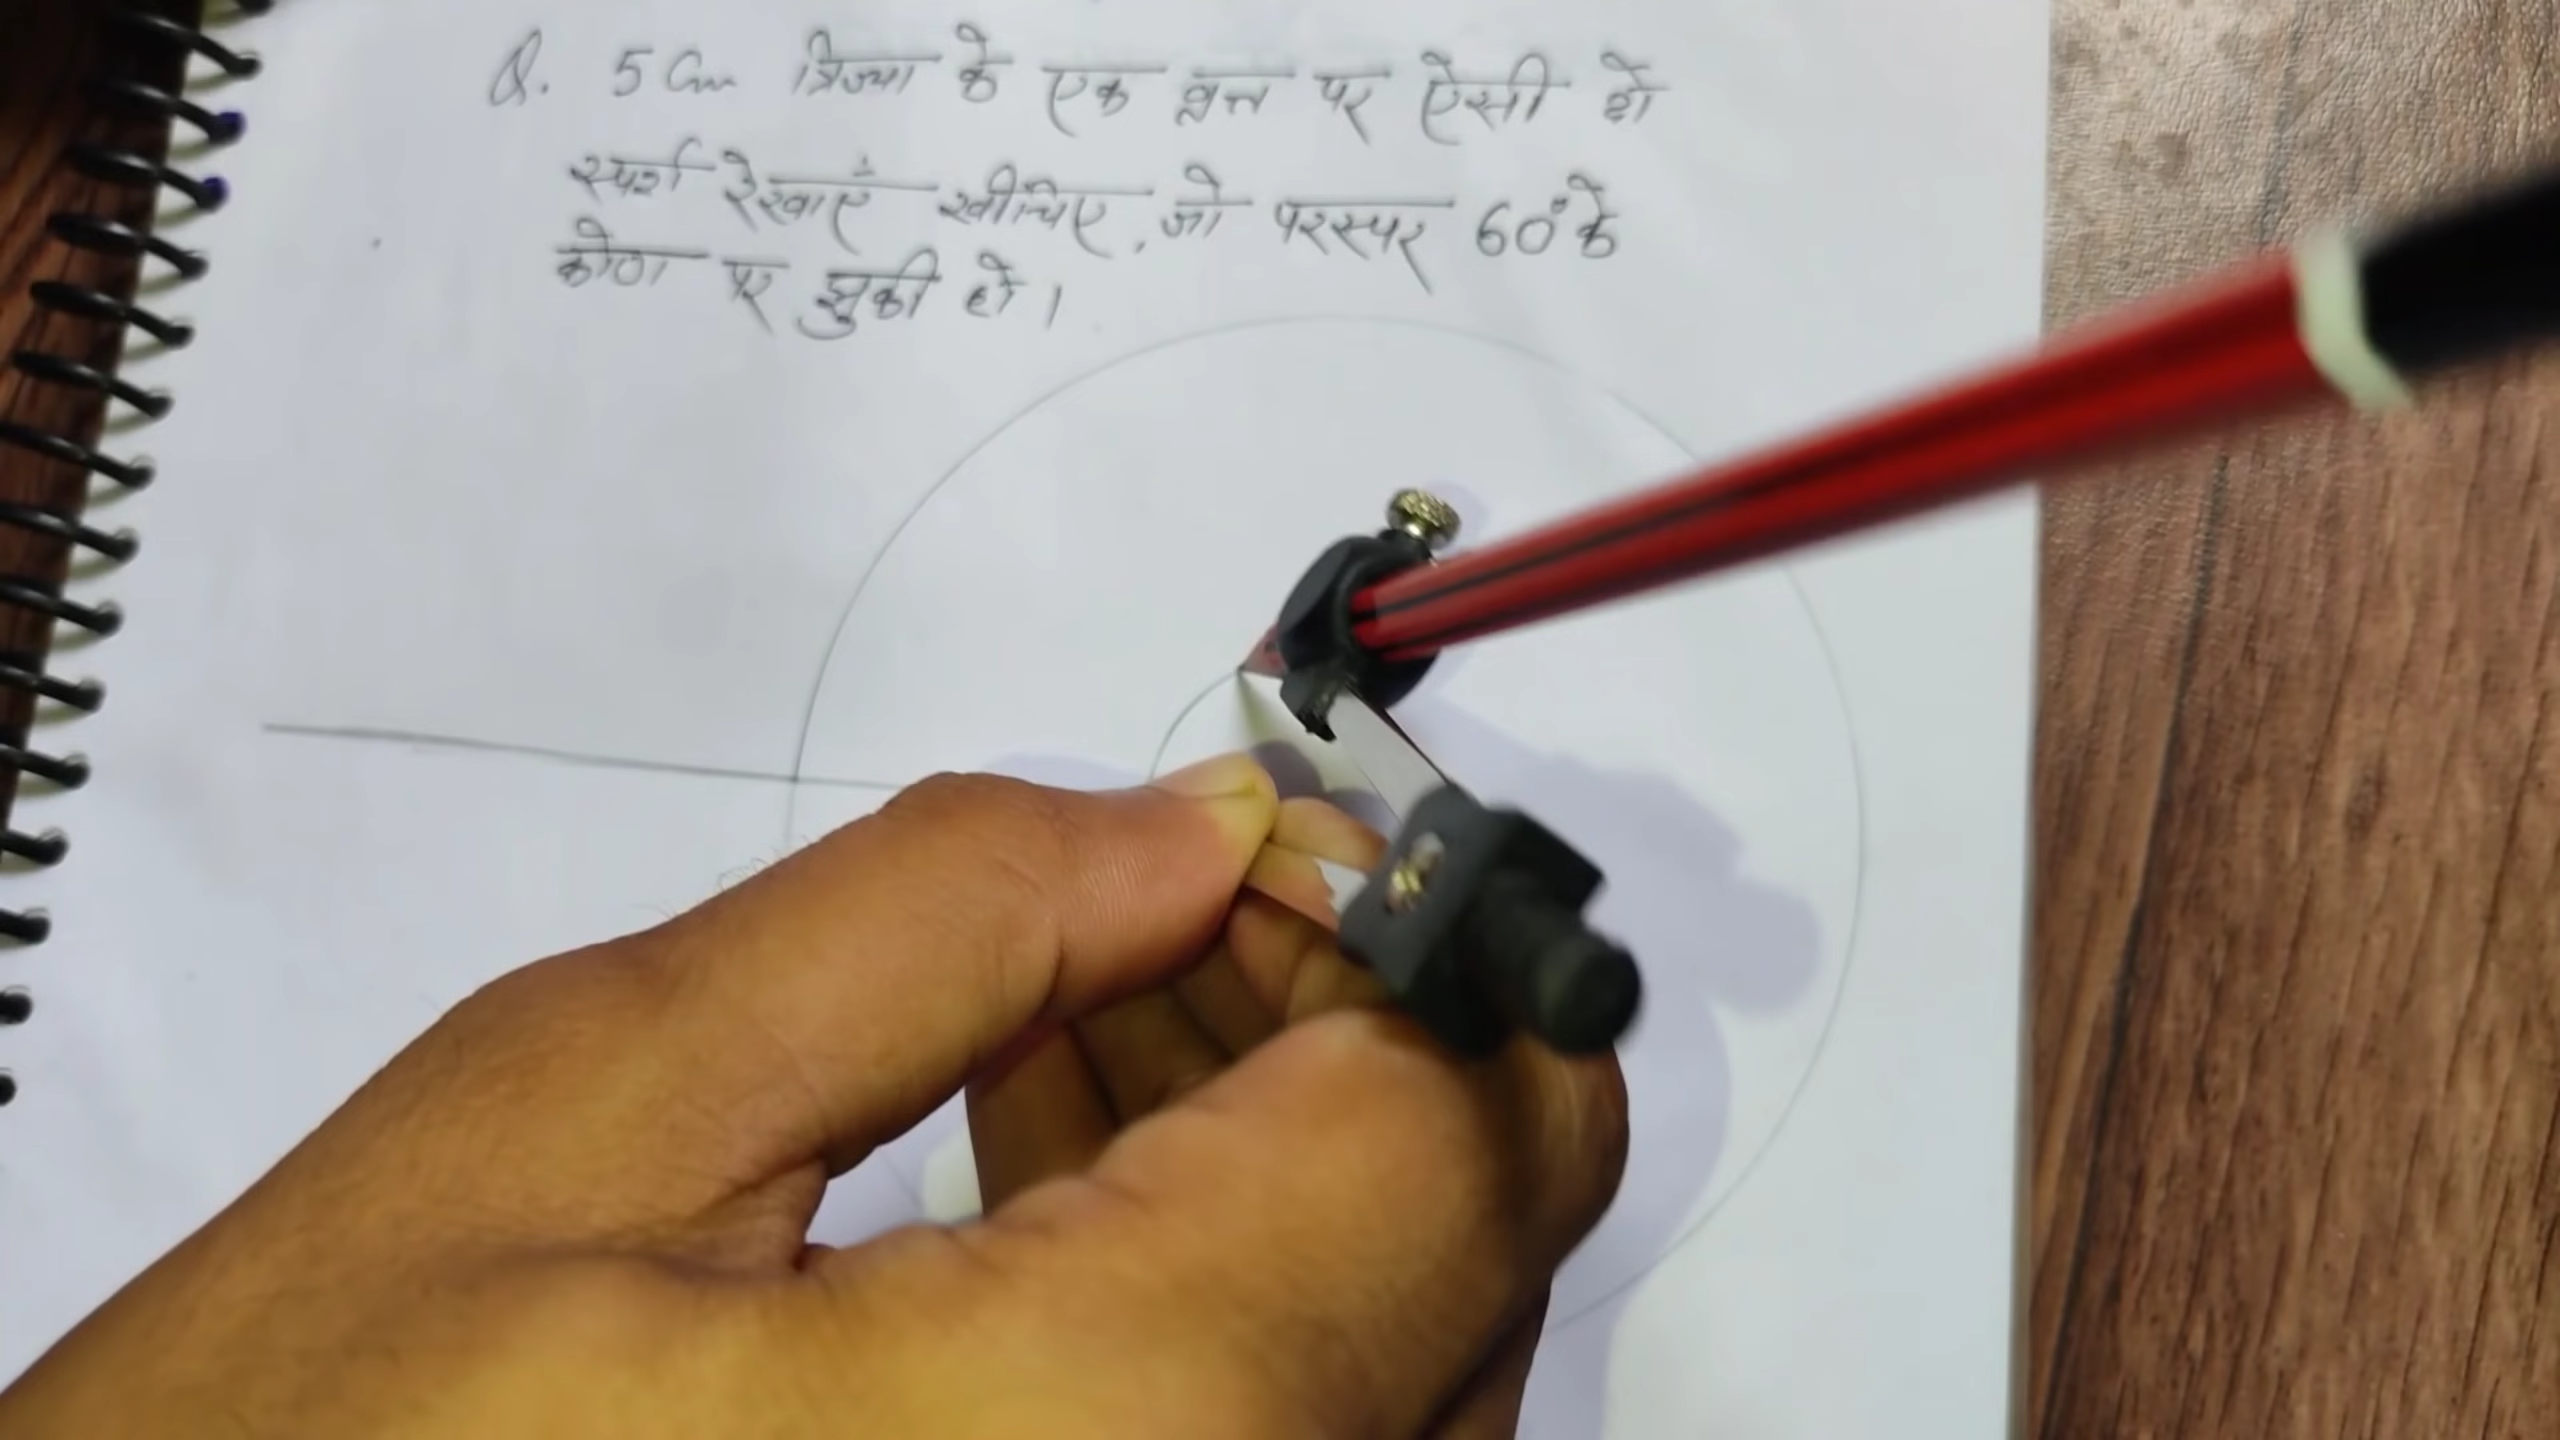 Q. 5 Cm त्रिज्या के एक वृत्त पर ऐसी दो
स्पर्श रेखाएं खींचिए, जो परस्पर 60° के
कोण पर झुकी हो।